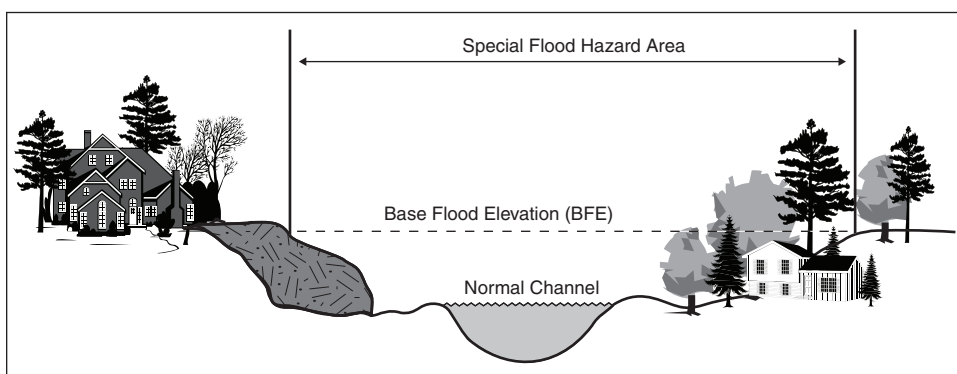 Special Flood Hazard Area
Base Flood Elevation (BFE)
Normal Channel